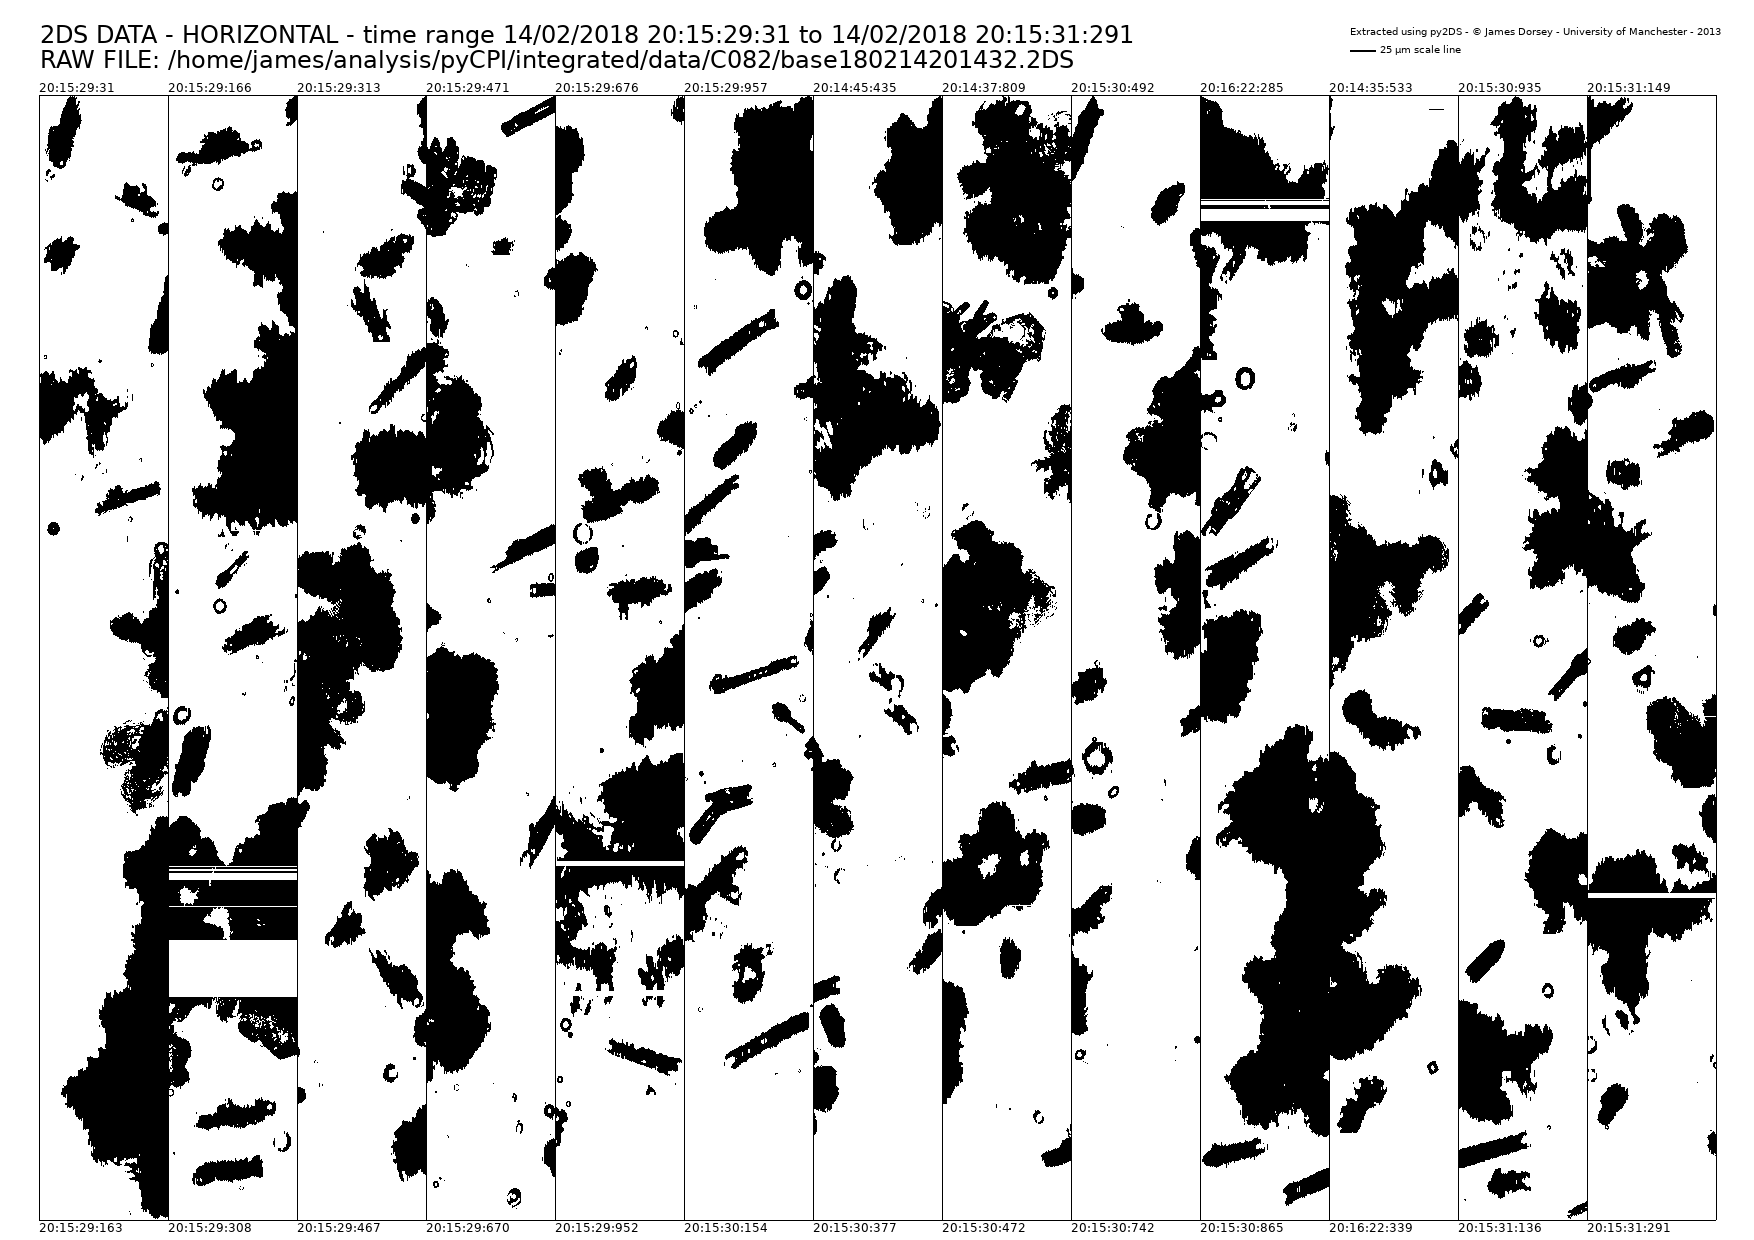 2DS DATA - HORIZONTAL - time range 14/02/2018 20:15:29:31 to 14/02/2018 20:15:31:291
RAW FILE: /home/james/analysis/pyCPI/integrated/data/C082/base180214201432.2DS
Extracted using py2DS - © James Dorsey - University of Manchester - 2013
25 µm scale line
20:15:29:31 20:15:29:166 20:15:29:313 20:15:29:471 20:15:29:676 20:15:29:957 20:14:45:435 20:14:37:809 20:15:30:492 20:16:22:285 20:14:35:533 20:15:30:935 20:15:31:149
20:15:29:163 20:15:29:308 20:15:29:467 20:15:29:670 20:15:29:952 20:15:30:154 20:15:30:377 20:15:30:472 20:15:30:742 20:15:30:865 20:16:22:339 20:15:31:136 20:15:31:291